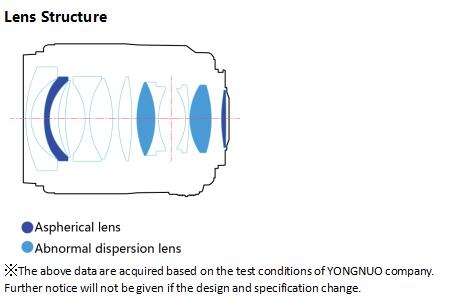 Lens Structure
Aspherical lens
Abnormal dispersion lens
※The above data are acquired based on the test conditions of YONGNUO company.
Further notice will not be given if the design and specification change.